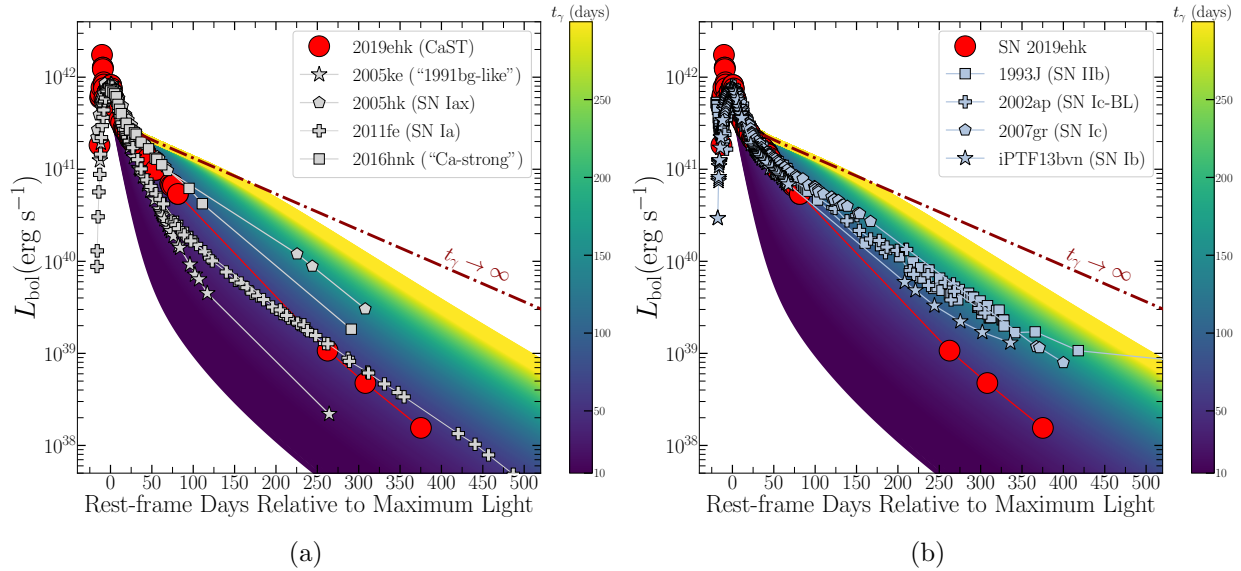 t_γ (days)
10^42
10^41
10^40
10^39
10^38
L_bol(erg s^−1)
2019ehk (CaST)
2005ke (“1991bg-like”)
2005hk (SN Iax)
2011fe (SN Ia)
2016hnk (“Ca-strong”)
t_γ → ∞
250
200
150
100
50
10
0 25 50 75 100 150 200 250 300 350 400 450 500
Rest-frame Days Relative to Maximum Light
(a)
t_γ (days)
10^42
10^41
10^40
10^39
10^38
L_bol(erg s^−1)
SN 2019ehk
1993J (SN IIb)
2002ap (SN Ic-BL)
2007gr (SN Ic)
iPTF13bvn (SN Ib)
t_γ → ∞
250
200
150
100
50
10
0 25 50 75 100 150 200 250 300 350 400 450 500
Rest-frame Days Relative to Maximum Light
(b)